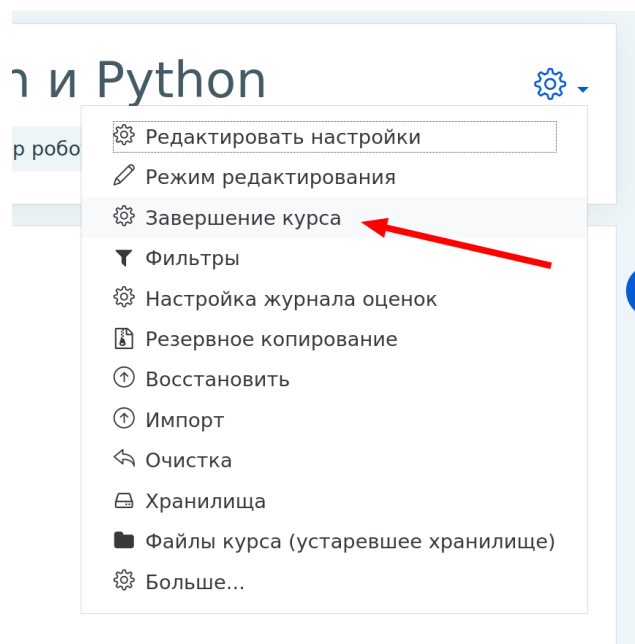 и Python
р робо
Редактировать настройки
Режим редактирования
Завершение курса
Фильтры
Настройка журнала оценок
Резервное копирование
Восстановить
Импорт
Очистка
Хранилища
Файлы курса (устаревшее хранилище)
Больше...